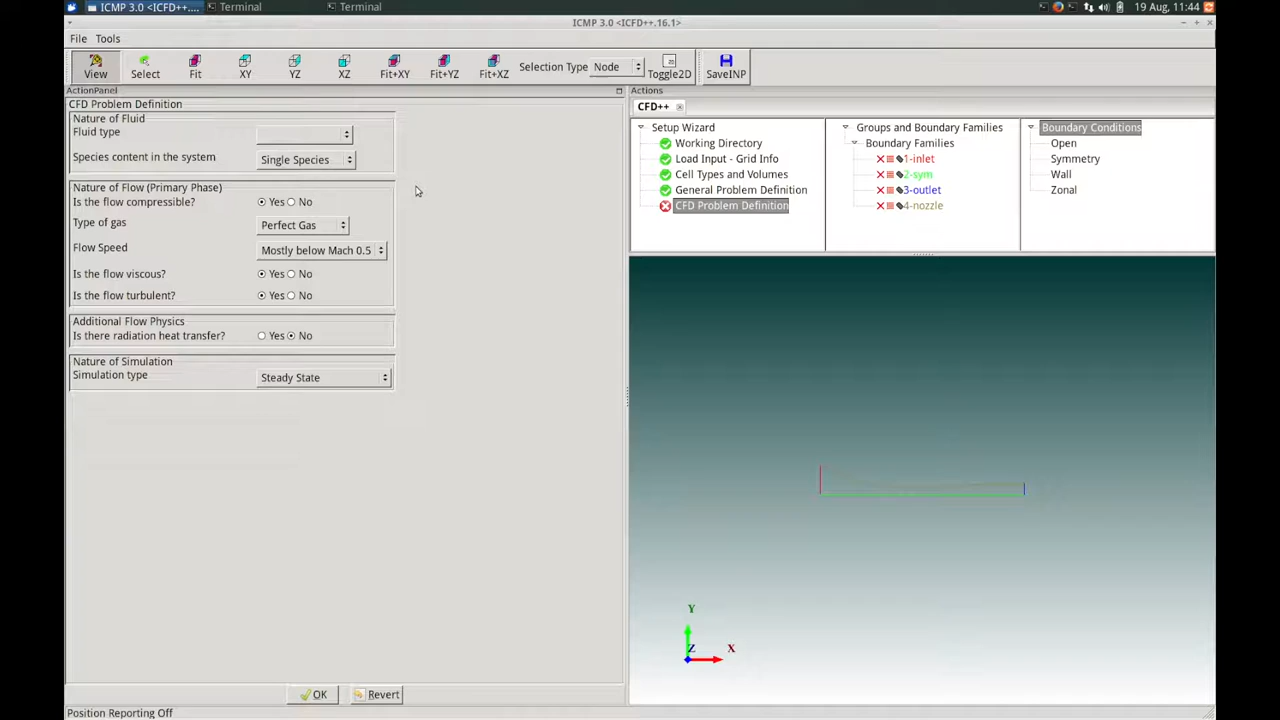 ICMP 3.0 <ICFD++....
Terminal
Terminal
19 Aug, 11:44
ICMP 3.0 <ICFD++.16.1>
File Tools
View
Select
Fit
XY
YZ
XZ
Fit+XY
Fit+YZ
Fit+XZ
Selection Type Node
Toggle2D
SaveINP
ActionPanel
CFD Problem Definition
Nature of Fluid
Fluid type
Species content in the system Single Species
Nature of Flow (Primary Phase)
Is the flow compressible? Yes No
Type of gas Perfect Gas
Flow Speed Mostly below Mach 0.5
Is the flow viscous? Yes No
Is the flow turbulent? Yes No
Additional Flow Physics
Is there radiation heat transfer? Yes No
Nature of Simulation
Simulation type Steady State
OK Revert
Position Reporting Off
Actions
CFD++
Setup Wizard
Working Directory
Load Input - Grid Info
Cell Types and Volumes
General Problem Definition
CFD Problem Definition
Groups and Boundary Families
Boundary Families
1-inlet
2-sym
3-outlet
4-nozzle
Boundary Conditions
Open
Symmetry
Wall
Zonal
Y
Z
X